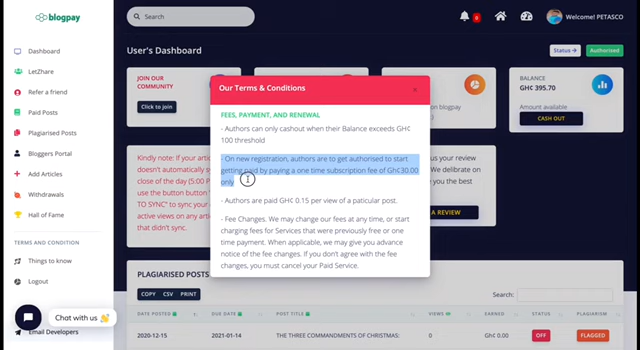 blogpay
Search
8
Welcome! PETASCO
Dashboard
LetZhare
Refer a friend
Paid Posts
Plagiarised Posts
Bloggers Portal
Add Articles
Withdrawals
Hall of Fame
TERMS AND CONDITION
Things to know
Logout
Email Developers
Chat with us 👋
User's Dashboard
Status
Authorised
JOIN OUR
COMMUNITY
Click to join
on blogpay
BALANCE
GH¢ 395.70
Amount available
CASH OUT
Kindly note: If your arti
doesn't automatically s
close of the day (5:00 P
use the button button "
TO SYNC" to import the
active views on any arti
that didn't sync.
us your review
We deliberate on
you the best
A REVIEW
Our Terms & Conditions
×
FEES, PAYMENT, AND RENEWAL
- Authors can only cashout when their Balance exceeds GH¢
100 threshold
- On new registration, authors are to get authorised to start
getting paid by paying a one time subscription fee of Gh¢30.00
only
- Authors are paid GH¢ 0.15 per view of a paticular post.
- Fee Changes. We may change our fees at any time, or start
charging fees for Services that were previously free or one
time payment. When applicable, we may give you advance
notice of the fee changes. If you don't agree with the fee
changes, you must cancel your Paid Service.
PLAGIARISED POSTS
COPY CSV PRINT
Search:
DATE POSTED DUE DATE POST TITLE VIEWS EARNED STATUS PLAGIARISM
2020-12-15 2021-01-14 THE THREE COMMANDMENTS OF CHRISTMAS: 0 GH¢ 0.00 OFF FLAGGED